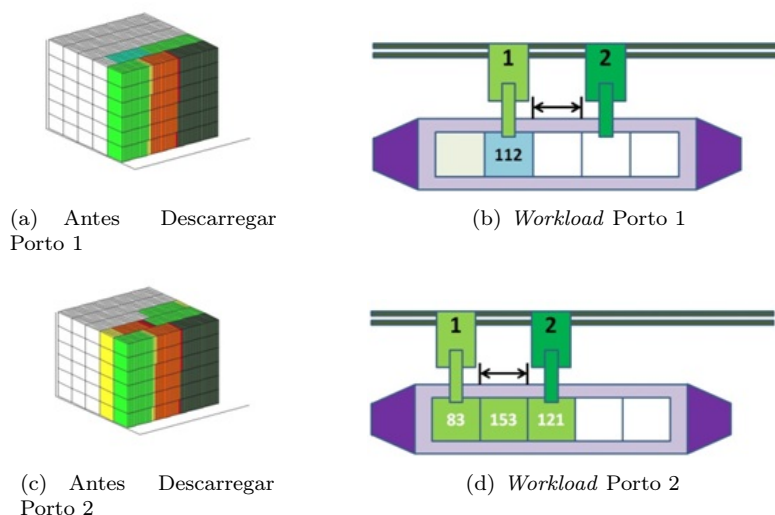 1
2
112
(a) Antes Descarregar
Porto 1
(b) Workload Porto 1
1
2
83 153 121
(c) Antes Descarregar
Porto 2
(d) Workload Porto 2